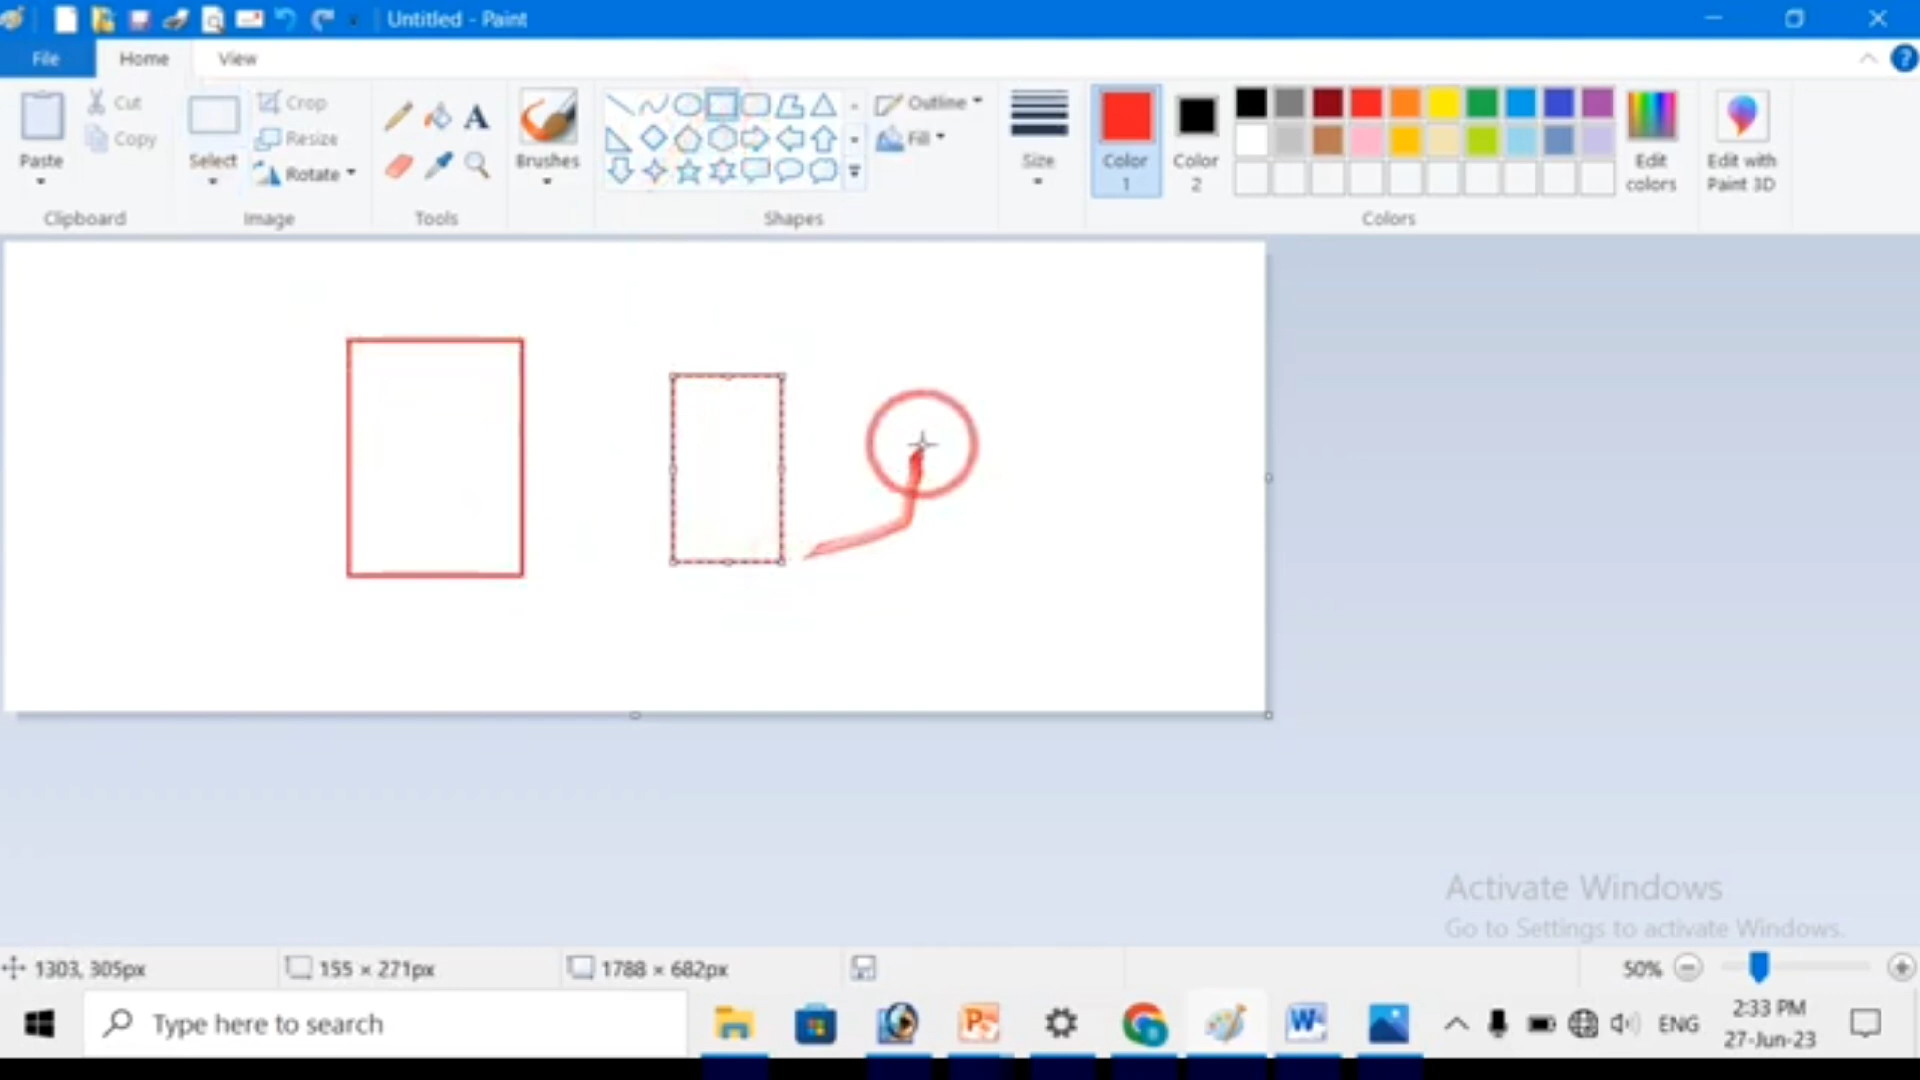 Untitled - Paint
File Home View
Paste
Cut
Copy
Clipboard
Select
Crop
Resize
Rotate
Image
A
Tools
Brushes
Shapes
Outline
Fill
Size
Color 1
Color 2
Colors
Edit colors
Edit with Paint 3D
Activate Windows
Go to Settings to activate Windows.
1303, 305px 155 × 271px 1788 × 682px 50%
Type here to search
ENG
2:33 PM
27-Jun-23